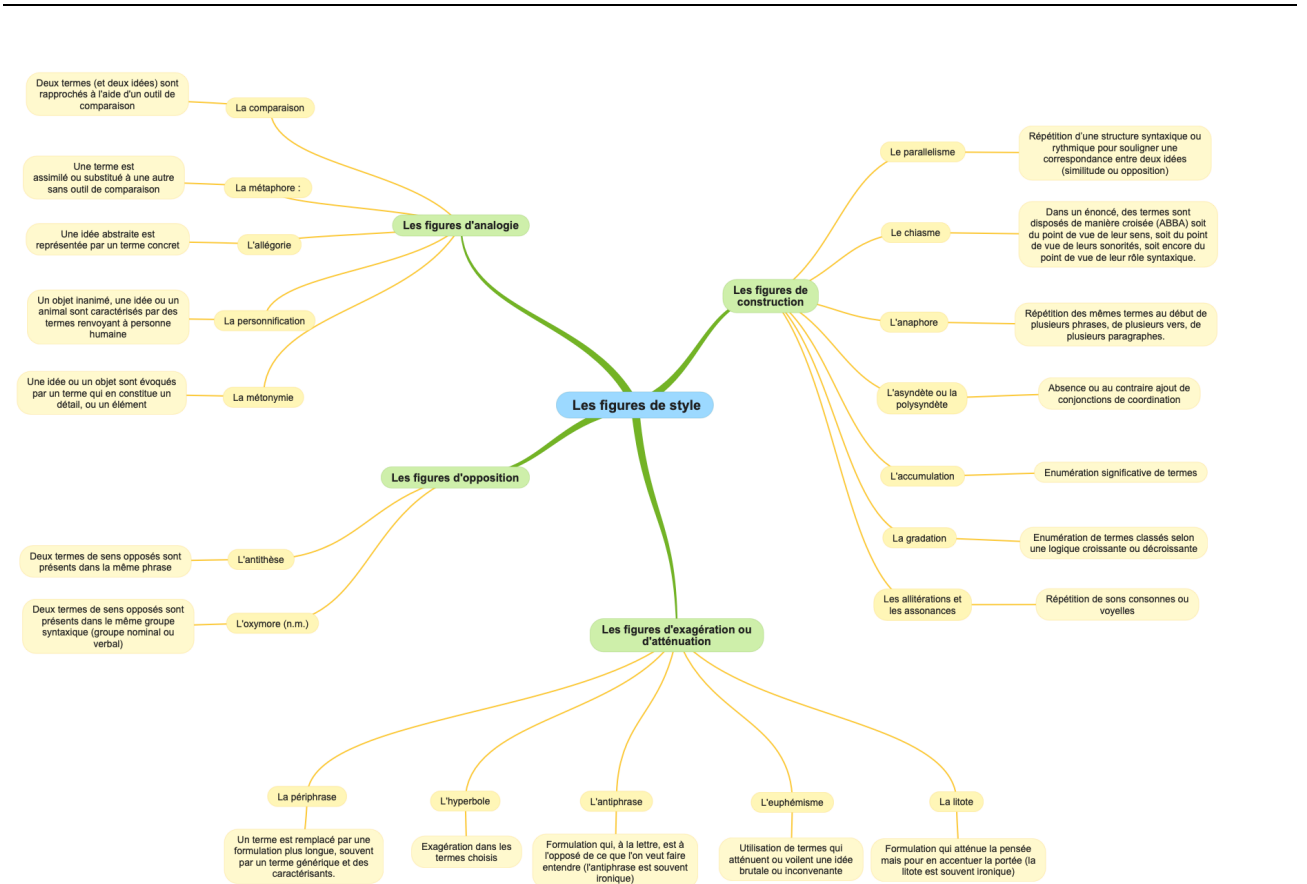 Les figures de style
Les figures d'analogie
La comparaison
Deux termes (et deux idées) sont
rapprochés à l'aide d'un outil de
comparaison
La métaphore :
Une terme est
assimilé ou substitué à une autre
sans outil de comparaison
L'allégorie
Une idée abstraite est
représentée par un terme concret
La personnification
Un objet inanimé, une idée ou un
animal sont caractérisés par des
termes renvoyant à personne
humaine
La métonymie
Une idée ou un objet sont évoqués
par un terme qui en constitue un
détail, ou un élément
Les figures d'opposition
L'antithèse
Deux termes de sens opposés sont
présents dans la même phrase
L'oxymore (n.m.)
Deux termes de sens opposés sont
présents dans le même groupe
syntaxique (groupe nominal ou
verbal)
Les figures de
construction
Le parallelisme
Répétition d'une structure syntaxique ou
rythmique pour souligner une
correspondance entre deux idées
(similitude ou opposition)
Le chiasme
Dans un énoncé, des termes sont
disposés de manière croisée (ABBA) soit
du point de vue de leur sens, soit du point
de vue de leurs sonorités, soit encore du
point de vue de leur rôle syntaxique.
L'anaphore
Répétition des mêmes termes au début de
plusieurs phrases, de plusieurs vers, de
plusieurs paragraphes.
L'asyndète ou la
polysyndète
Absence ou au contraire ajout de
conjonctions de coordination
L'accumulation
Enumération significative de termes
La gradation
Enumération de termes classés selon
une logique croissante ou décroissante
Les allitérations et
les assonances
Répétition de sons consonnes ou
voyelles
Les figures d'exagération ou
d'atténuation
La périphrase
Un terme est remplacé par une
formulation plus longue, souvent
par un terme générique et des
caractérisants.
L'hyperbole
Exagération dans les
termes choisis
L'antiphrase
Formulation qui, à la lettre, est à
l'opposé de ce que l'on veut faire
entendre (l'antiphrase est souvent
ironique)
L'euphémisme
Utilisation de termes qui
atténuent ou voilent une idée
brutale ou inconvenante
La litote
Formulation qui atténue la pensée
mais pour en accentuer la portée (la
litote est souvent ironique)